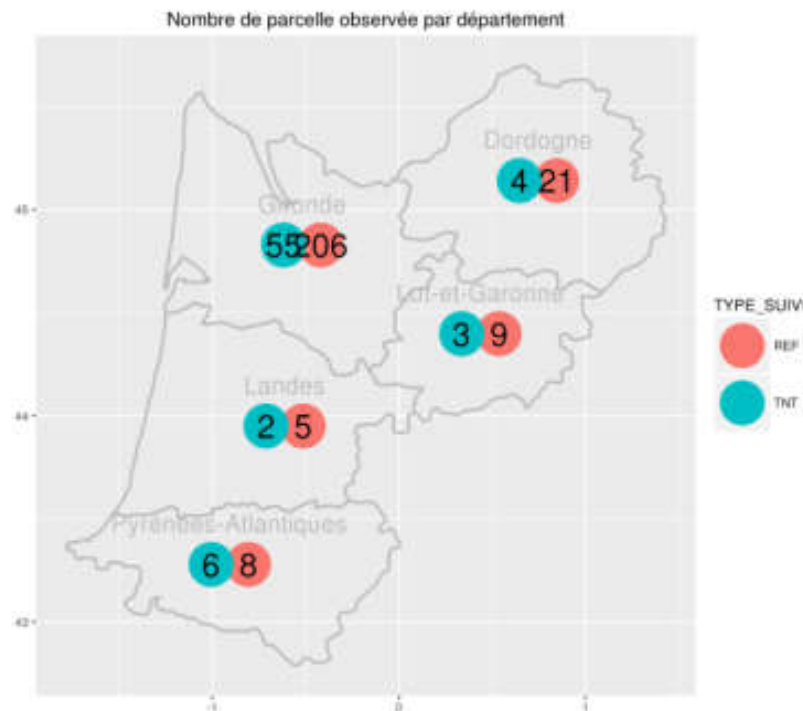 Nombre de parcelle observée par département
Dordogne
4 21
45
Gironde
55 206
Lot-et-Garonne
3 9
TYPE_SUIVI
REF
TNT
44
Landes
2 5
Pyrénées-Atlantiques
6 8
43
-1 0 1